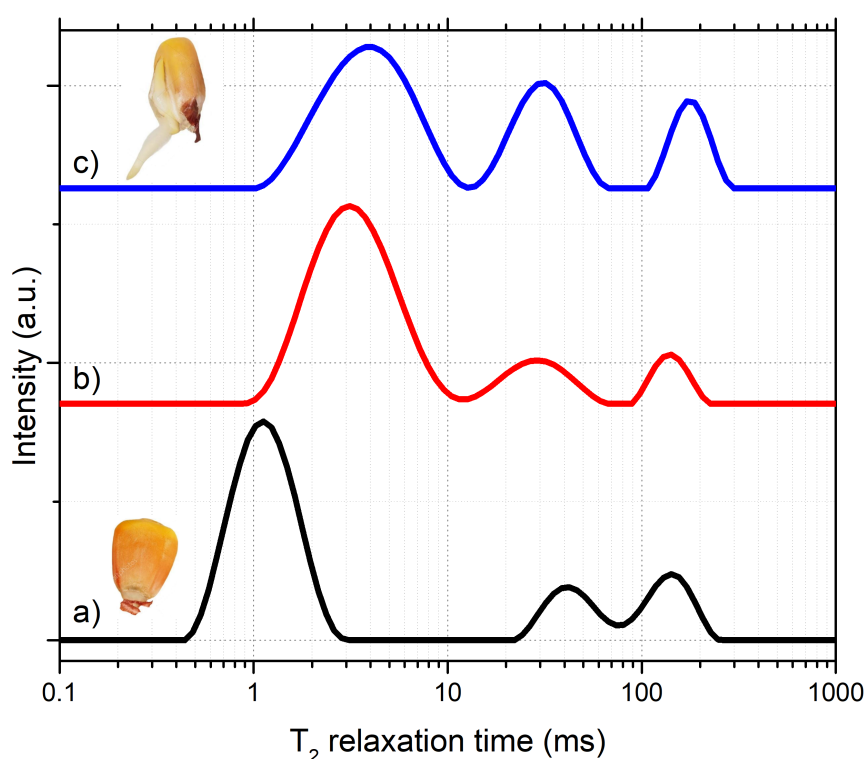 c)
b)
a)
Intensity (a.u.)
0.1 1 10 100 1000
T₂ relaxation time (ms)